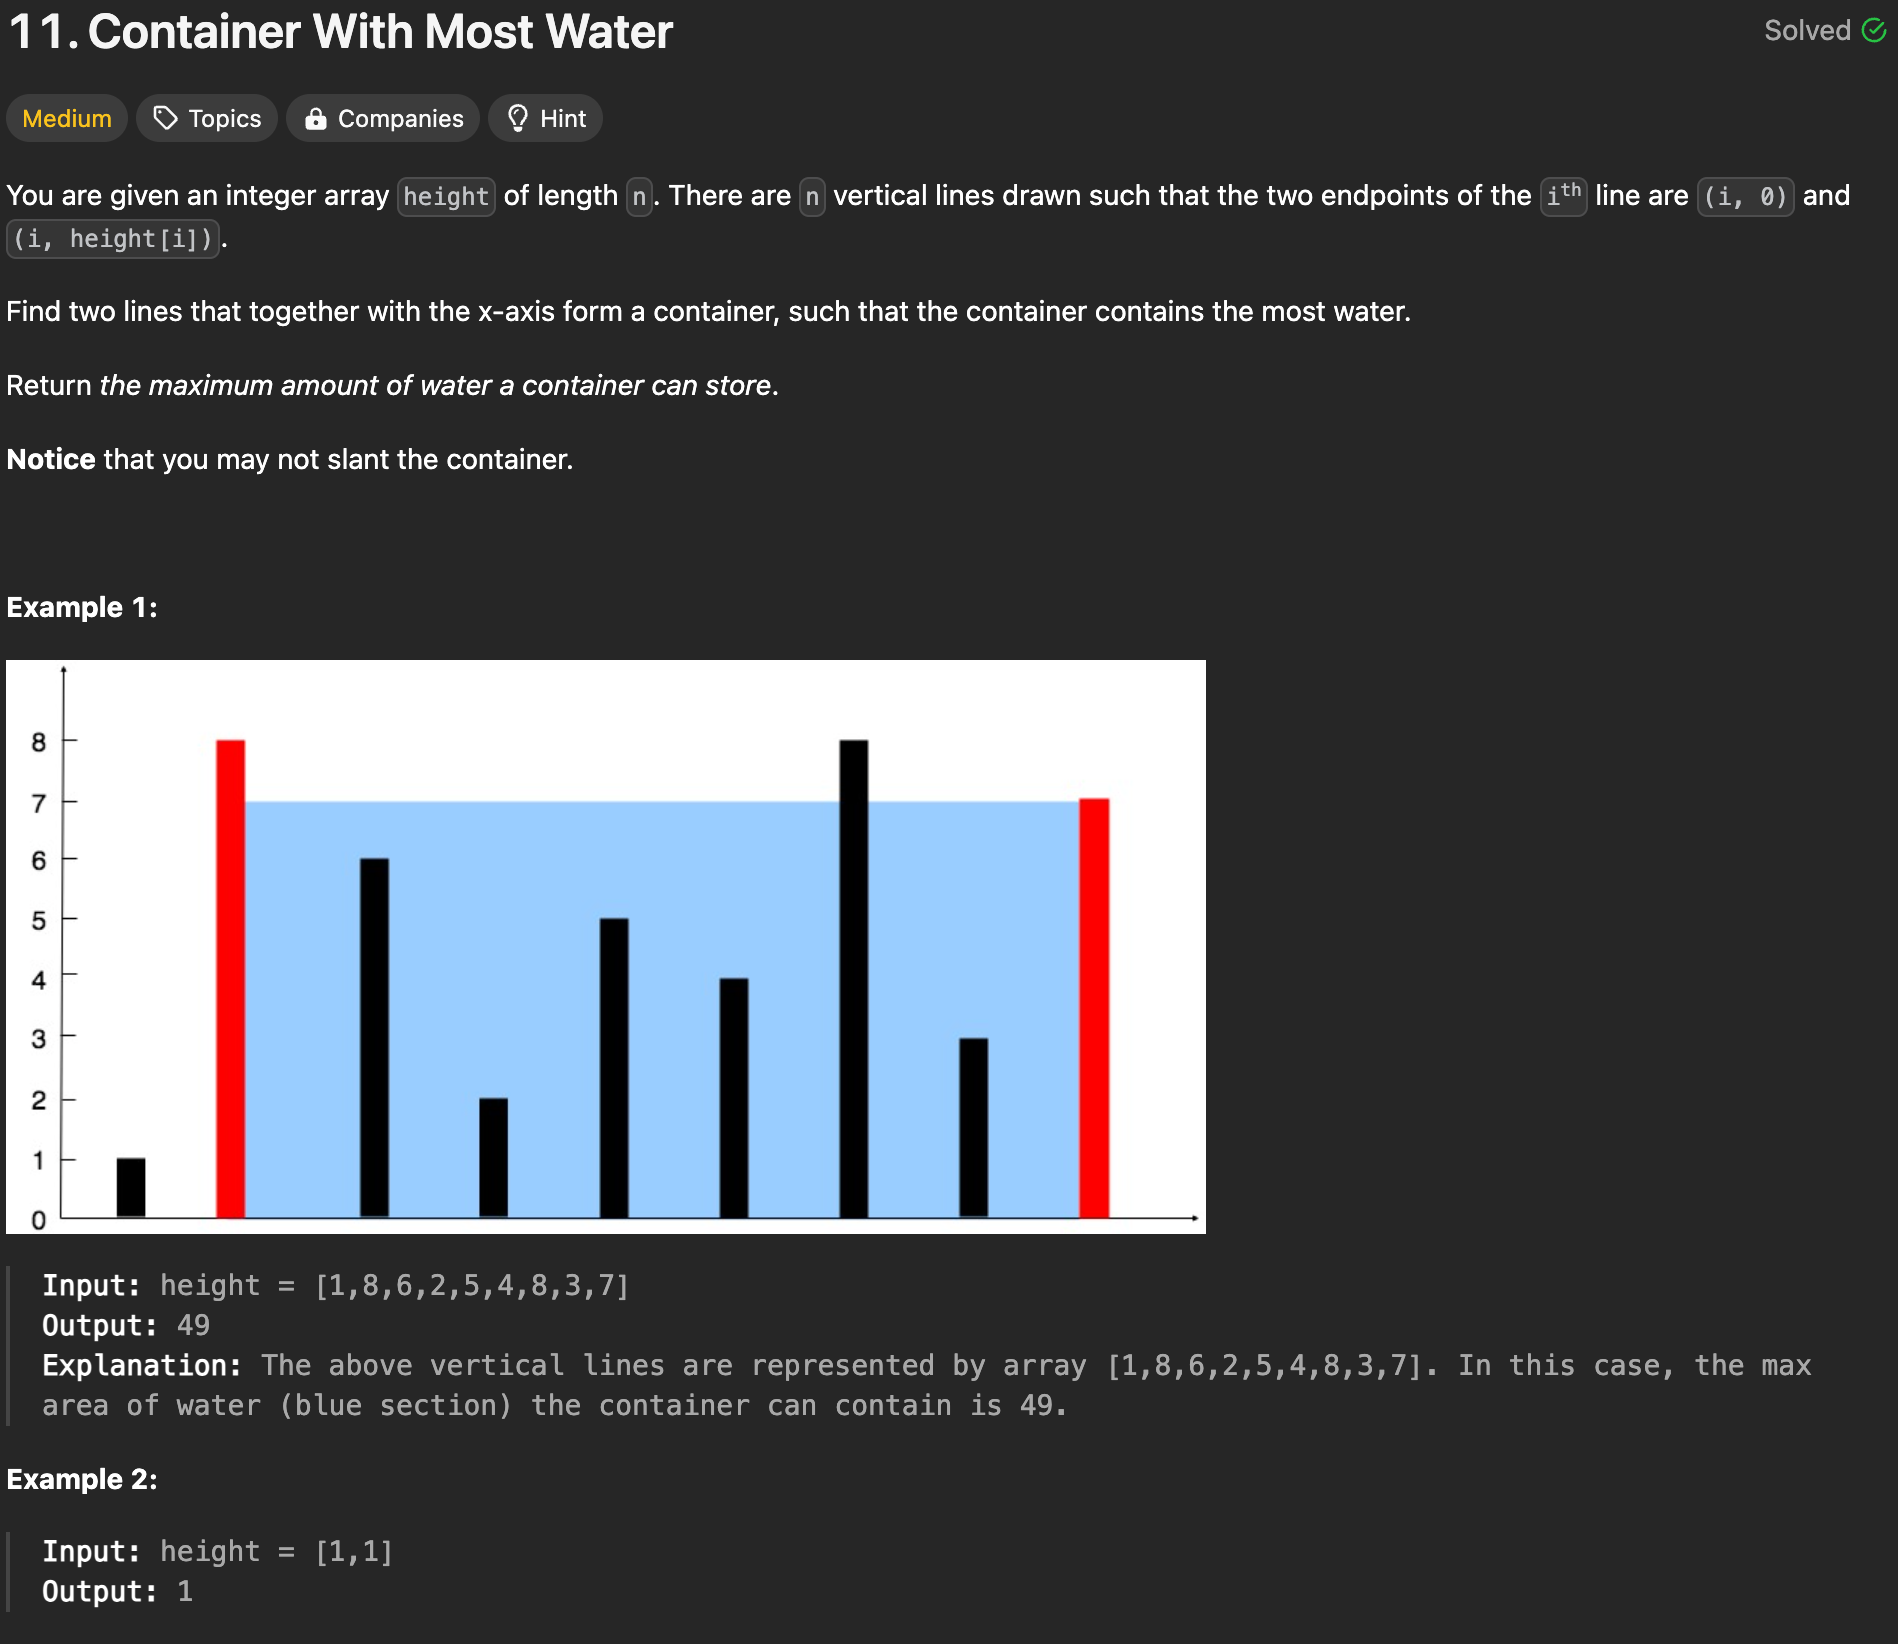 11. Container With Most Water
Solved
Medium
Topics
Companies
Hint
You are given an integer array height of length n. There are n vertical lines drawn such that the two endpoints of the ith line are (i, 0) and
(i, height[i]).
Find two lines that together with the x-axis form a container, such that the container contains the most water.
Return the maximum amount of water a container can store.
Notice that you may not slant the container.
Example 1:
8
7
6
5
4
3
2
1
0
Input: height = [1,8,6,2,5,4,8,3,7]
Output: 49
Explanation: The above vertical lines are represented by array [1,8,6,2,5,4,8,3,7]. In this case, the max
area of water (blue section) the container can contain is 49.
Example 2:
Input: height = [1,1]
Output: 1